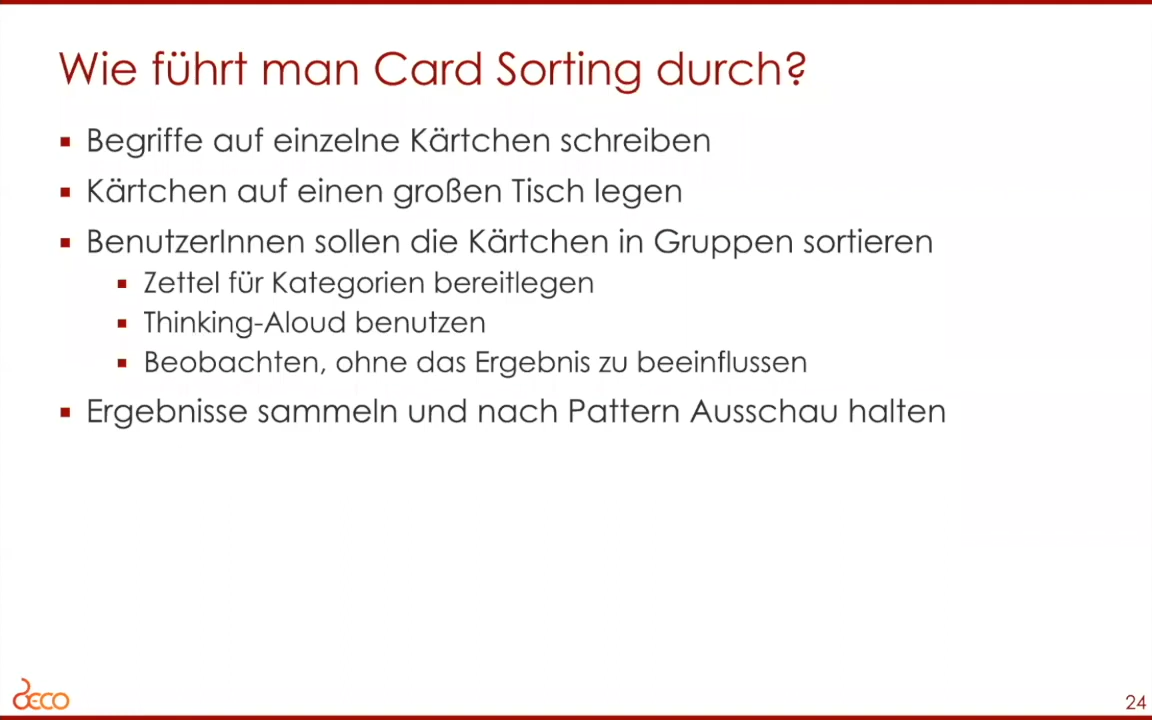 Wie führt man Card Sorting durch?
Begriffe auf einzelne Kärtchen schreiben
Kärtchen auf einen großen Tisch legen
BenutzerInnen sollen die Kärtchen in Gruppen sortieren
Zettel für Kategorien bereitlegen
Thinking-Aloud benutzen
Beobachten, ohne das Ergebnis zu beeinflussen
Ergebnisse sammeln und nach Pattern Ausschau halten
DECO
24